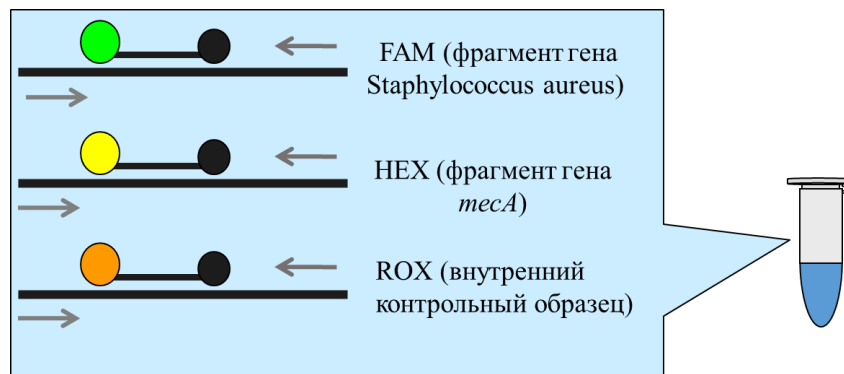 FAM (фрагмент гена
Staphylococcus aureus)
HEX (фрагмент гена
mecA)
ROX (внутренний
контрольный образец)